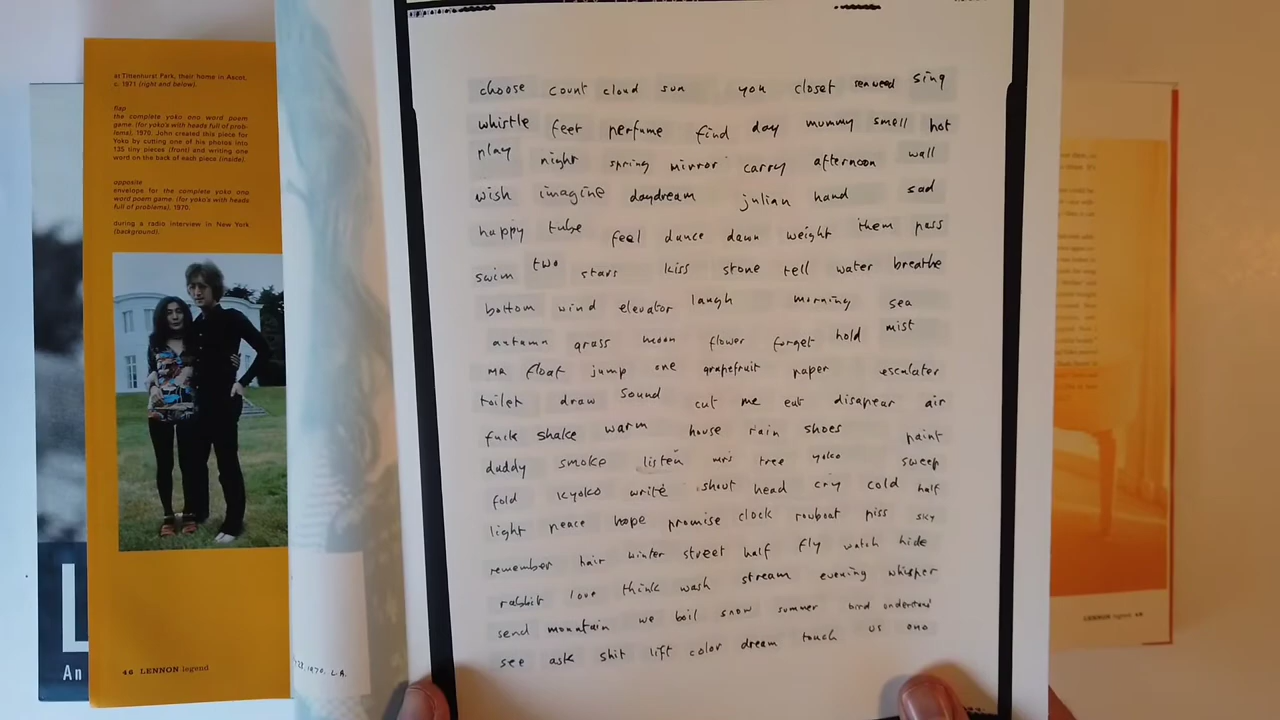 at Tittenhurst Park, their home in Ascot,
c. 1971 (right and below).
flap
the complete yoko ono word poem
game. (for yoko's with heads full of prob-
lems), 1970. John created this piece for
Yoko by cutting one of his photos into
135 tiny pieces (front) and writing one
word on the back of each piece (inside).
opposite
envelope for the complete yoko ono
word poem game. (for yoko's with heads
full of problems). 1970.
during a radio interview in New York
(background).
46 LENNON legend
An
1970. L.A.
choose count cloud sun you closet seaweed sing
whistle feet perfume find day mummy smell hot
play night spring mirror carry afternoon wall
wish imagine daydream julian hand sad
happy tube feel dance dawn weight them pass
swim two stars kiss stone tell water breathe
bottom wind elevator laugh morning sea
autumn grass moon flower forget hold mist
MR float jump one grapefruit paper escalater
toilet draw sound cut me eat disapear air
fuck shake warm house rain shoes paint
daddy smoke listen mrs tree yoko sweep
fold kyoko write shout head cry cold half
light peace hope promise clock rowboat piss sky
remember hair winter street half fly watch hide
rabbit love think wash stream evening whisper
send mountain we boil snow summer bird understand
see ask shit lift color dream touch us ono
LENNON legend